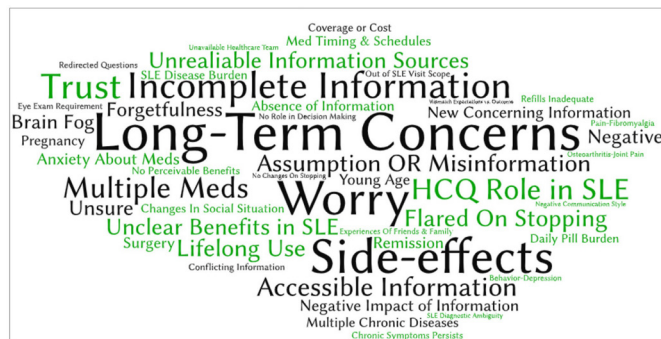 Coverage or Cost
Unavailable Healthcare Team
Med Timing & Schedules
Redirected Questions
Unrealiable Information Sources
SLE Disease Burden
Out of SLE Visit Scope
Trust
Incomplete Information
Eye Exam Requirement
Forgetfulness
Absence of Information
Mismatch Expectations vs. Outcome
Refills Inadequate
No Role in Decision Making
New Concerning Information
Brain Fog
Long-Term Concerns
Pain-Fibromyalgia
Pregnancy
Negative
Anxiety About Meds
Assumption OR Misinformation
Osteoarthritis-Joint Pain
No Perceivable Benefits
No Changes On Stopping
Young Age
Multiple Meds
Worry
HCQ Role in SLE
Unsure
Changes In Social Situation
Negative Communication Style
Flared On Stopping
Unclear Benefits in SLE
Experiences Of Friends & Family
Surgery
Lifelong Use
Remission
Daily Pill Burden
Conflicting Information
Side-effects
Behavior-Depression
Accessible Information
Negative Impact of Information
SLE Diagnostic Ambiguity
Multiple Chronic Diseases
Chronic Symptoms Persists